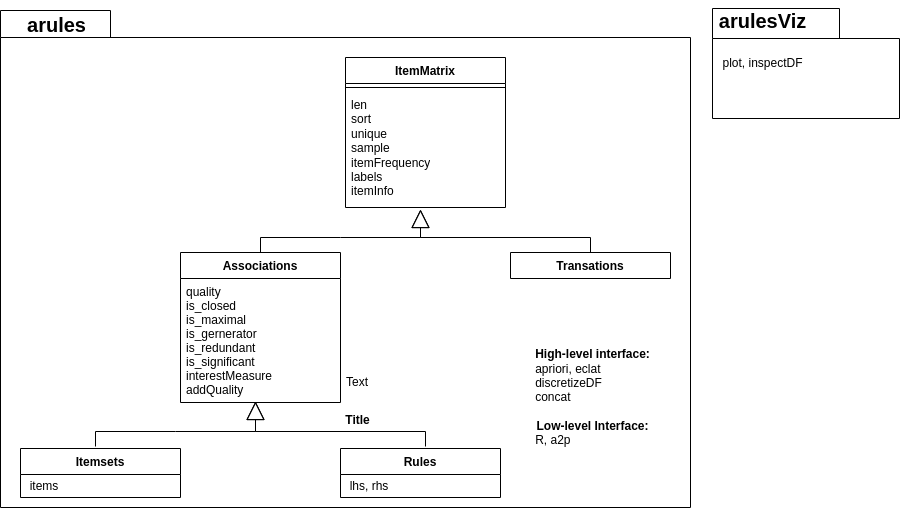 arules
arulesViz
plot, inspectDF
ItemMatrix
len
sort
unique
sample
itemFrequency
labels
itemInfo
Associations
quality
is_closed
is_maximal
is_gernerator
is_redundant
is_significant
interestMeasure
addQuality
Text
Transations
High-level interface:
apriori, eclat
discretizeDF
concat
Low-level Interface:
R, a2p
Title
Itemsets
items
Rules
lhs, rhs